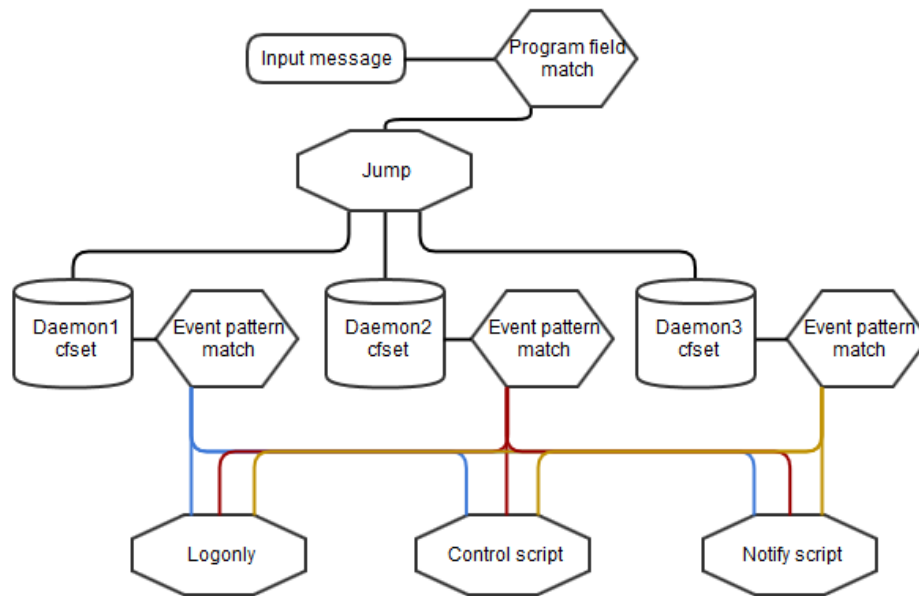 Input message
Program field
match
Jump
Daemon1
cfset
Event pattern
match
Daemon2
cfset
Event pattern
match
Daemon3
cfset
Event pattern
match
Logonly
Control script
Notify script